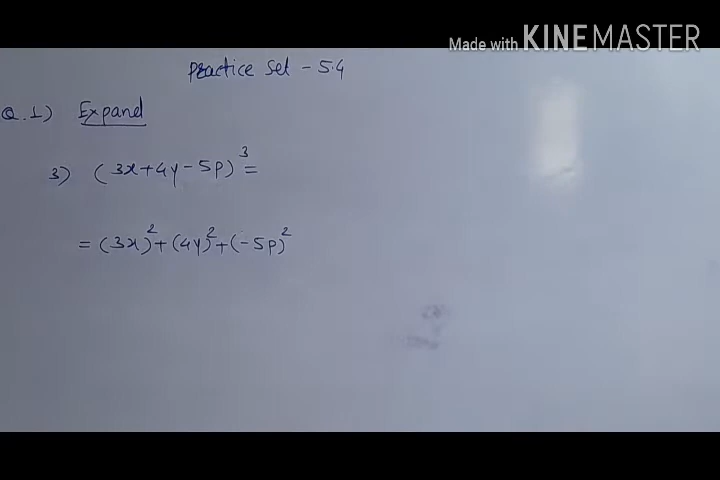 Made with KINEMASTER
Practice Set - 5.4
Q.1) Expand
3) (3x+4y-5p)³=
= (3x)²+(4y)²+(-5p)²